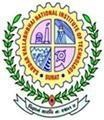 SARDAR VALLABHBHAI NATIONAL INSTITUTE OF TECHNOLOGY
SURAT